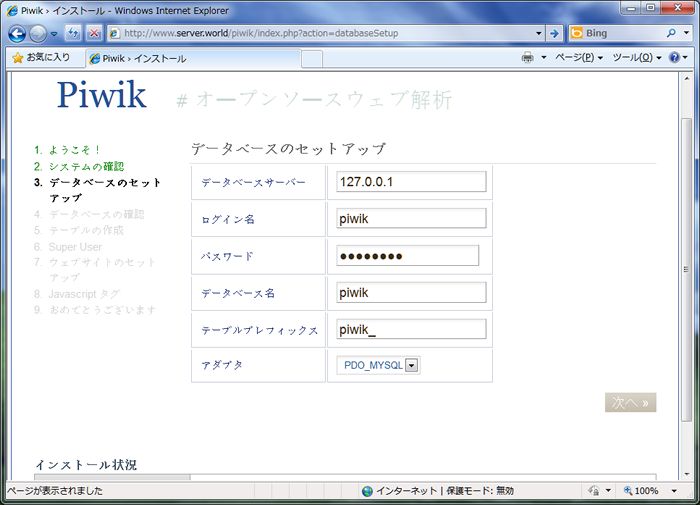 Piwik › インストール - Windows Internet Explorer
http://www.server.world/piwik/index.php?action=databaseSetup
Bing
お気に入り
Piwik › インストール
ページ(P)
ツール(O)
Piwik
# オープンソースウェブ解析
1. ようこそ！
2. システムの確認
3. データベースのセット
アップ
4. データベースの確認
5. テーブルの作成
6. Super User
7. ウェブサイトのセット
アップ
8. Javascript タグ
9. おめでとうございます
データベースのセットアップ
データベースサーバー 127.0.0.1
ログイン名 piwik
パスワード ●●●●●●●●
データベース名 piwik
テーブルプレフィックス piwik_
アダプタ PDO_MYSQL
次へ »
インストール状況
ページが表示されました
インターネット | 保護モード: 無効
100%